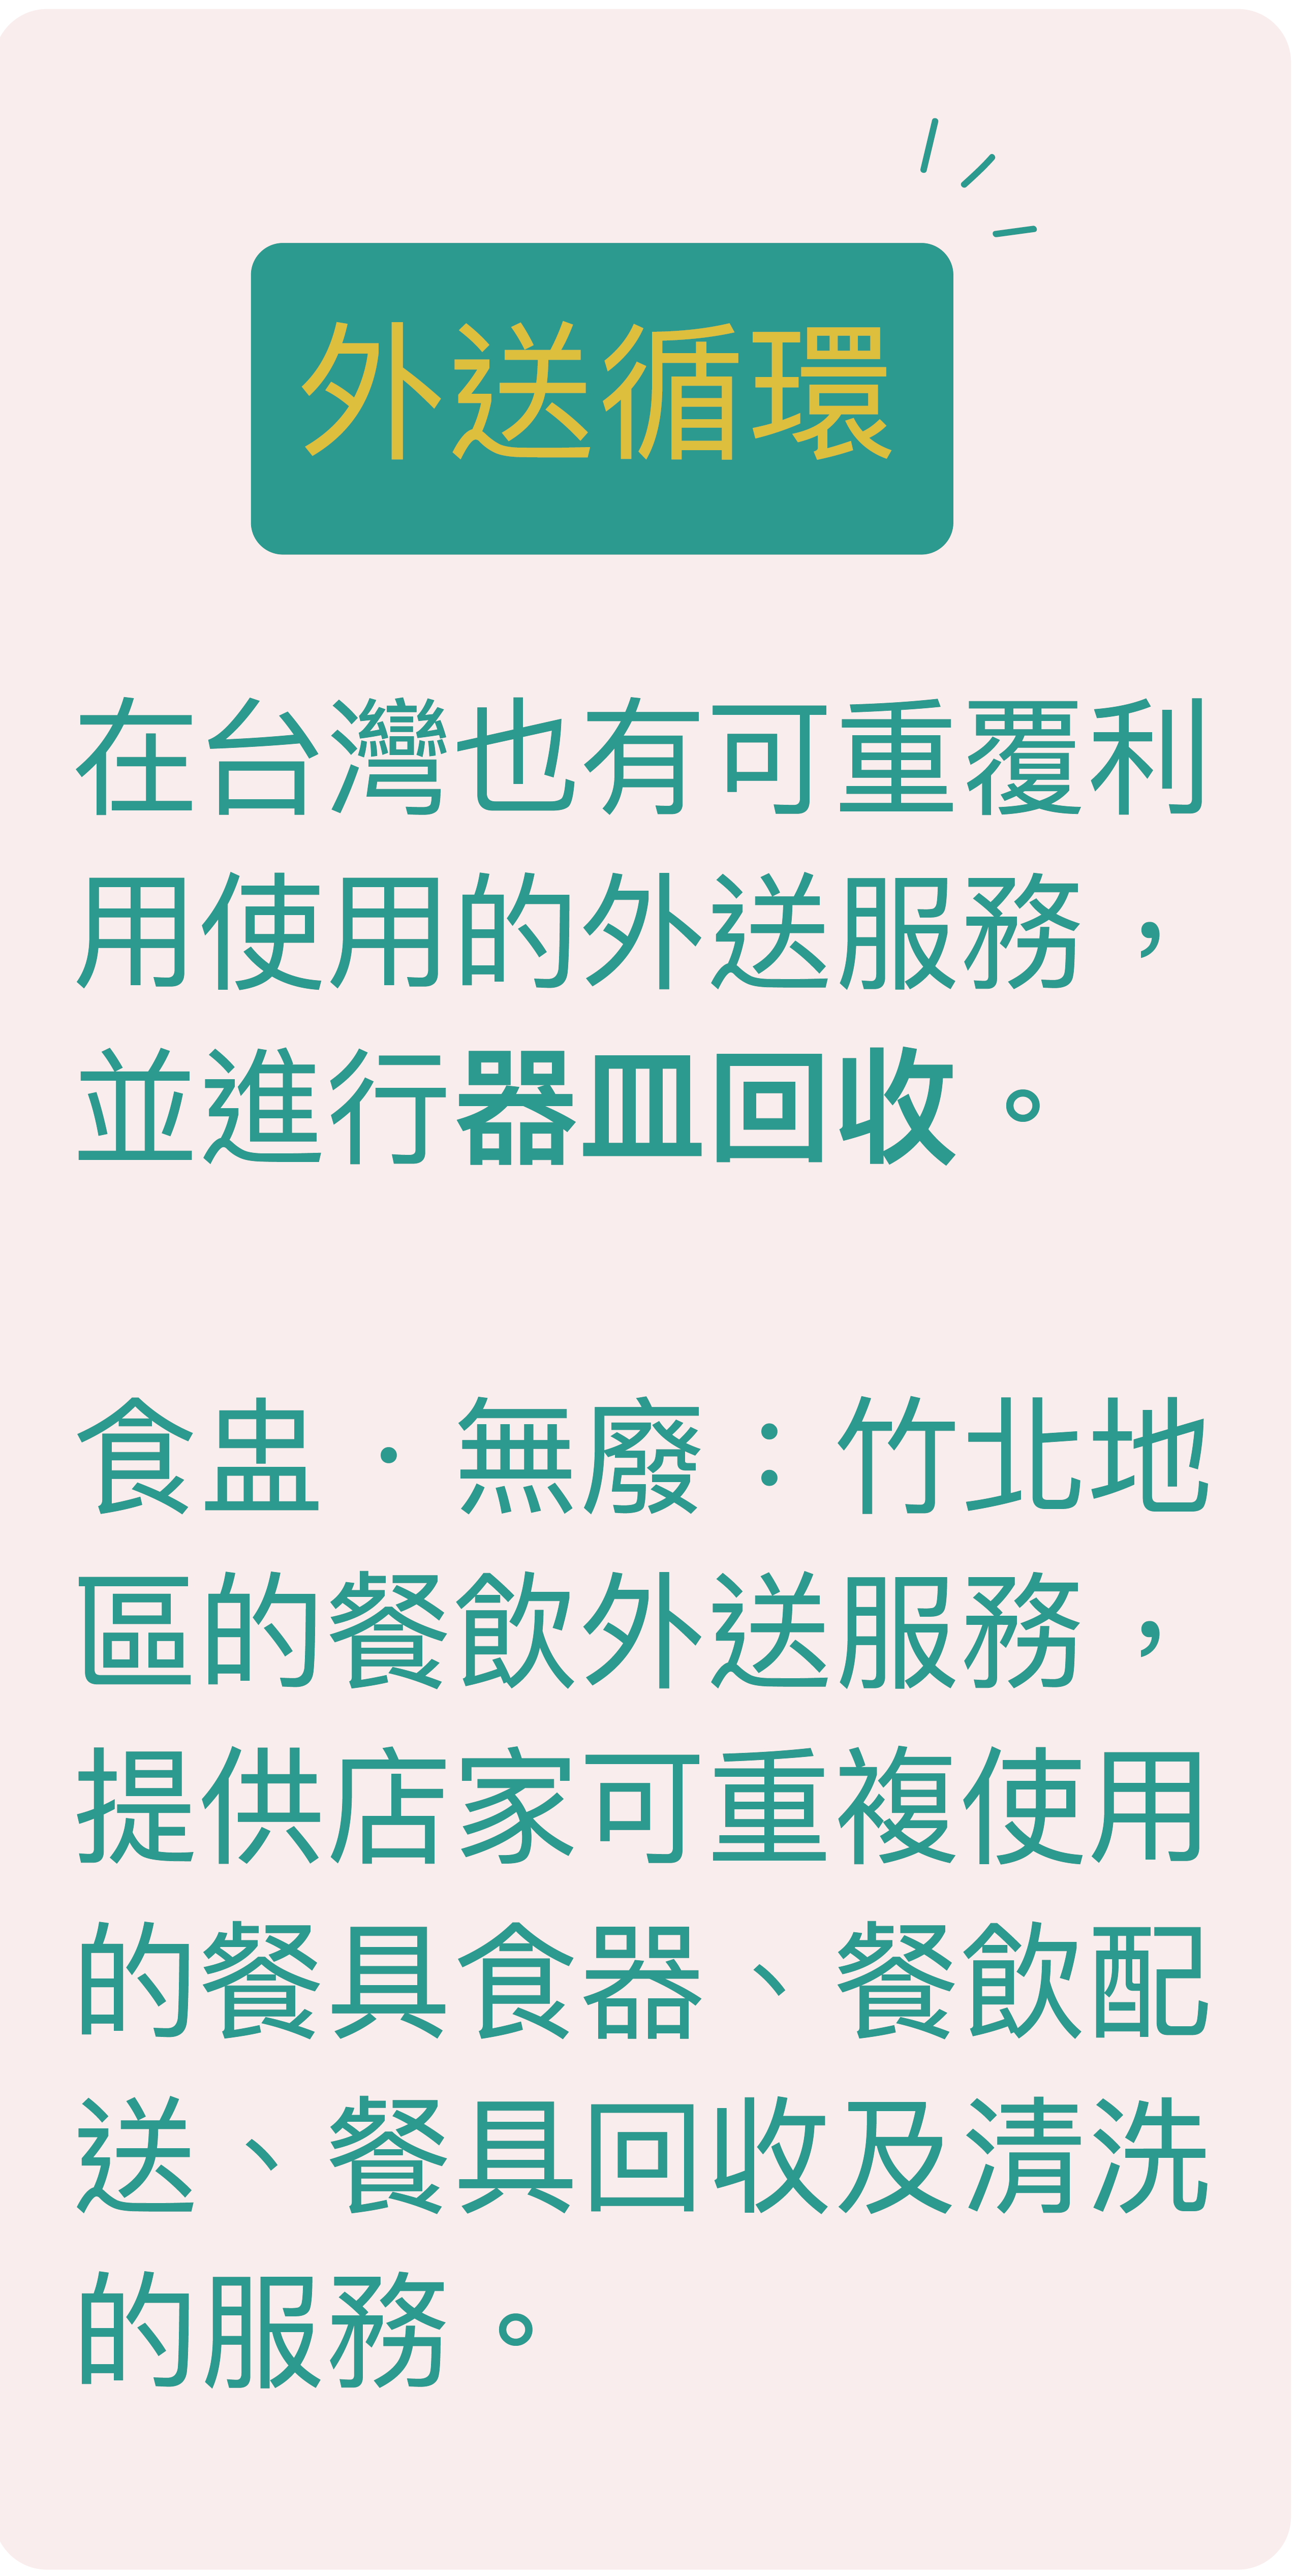 外送循環
在台灣也有可重覆利
用使用的外送服務，
並進行器皿回收。
食盅．無廢：竹北地
區的餐飲外送服務，
提供店家可重複使用
的餐具食器、餐飲配
送、餐具回收及清洗
的服務。